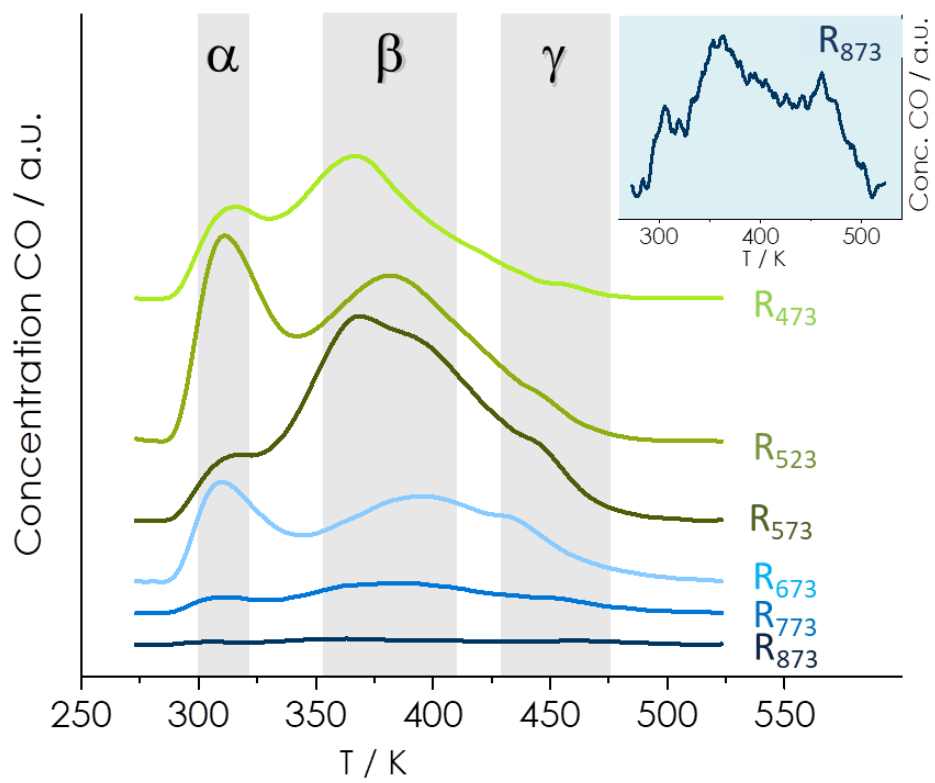 α β γ
R873
Conc. CO / a.u.
300 400 500
T / K
Concentration CO / a.u.
R473
R523
R573
R673
R773
R873
250 300 350 400 450 500 550
T / K